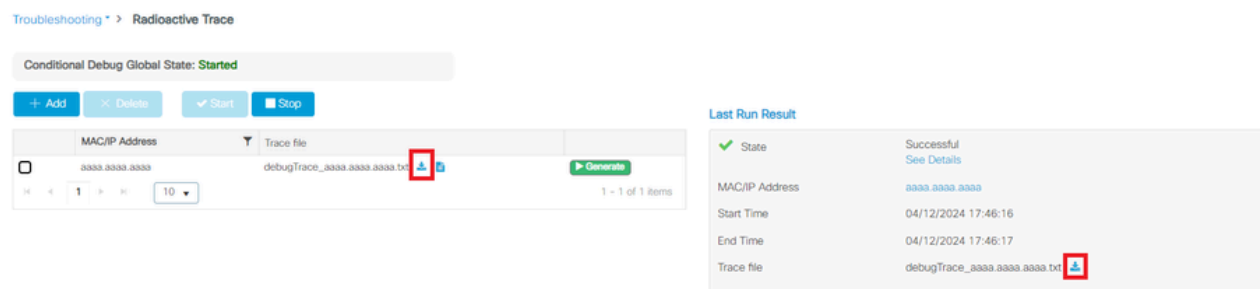 Troubleshooting > Radioactive Trace
Conditional Debug Global State: Started
+ Add × Delete ✔ Start Stop
MAC/IP Address Trace file
aaaa.aaaa.aaaa debugTrace_aaaa.aaaa.aaaa.txt Generate
1 10 1 - 1 of 1 items
Last Run Result
State Successful
See Details
MAC/IP Address aaaa.aaaa.aaaa
Start Time 04/12/2024 17:46:16
End Time 04/12/2024 17:46:17
Trace file debugTrace_aaaa.aaaa.aaaa.txt